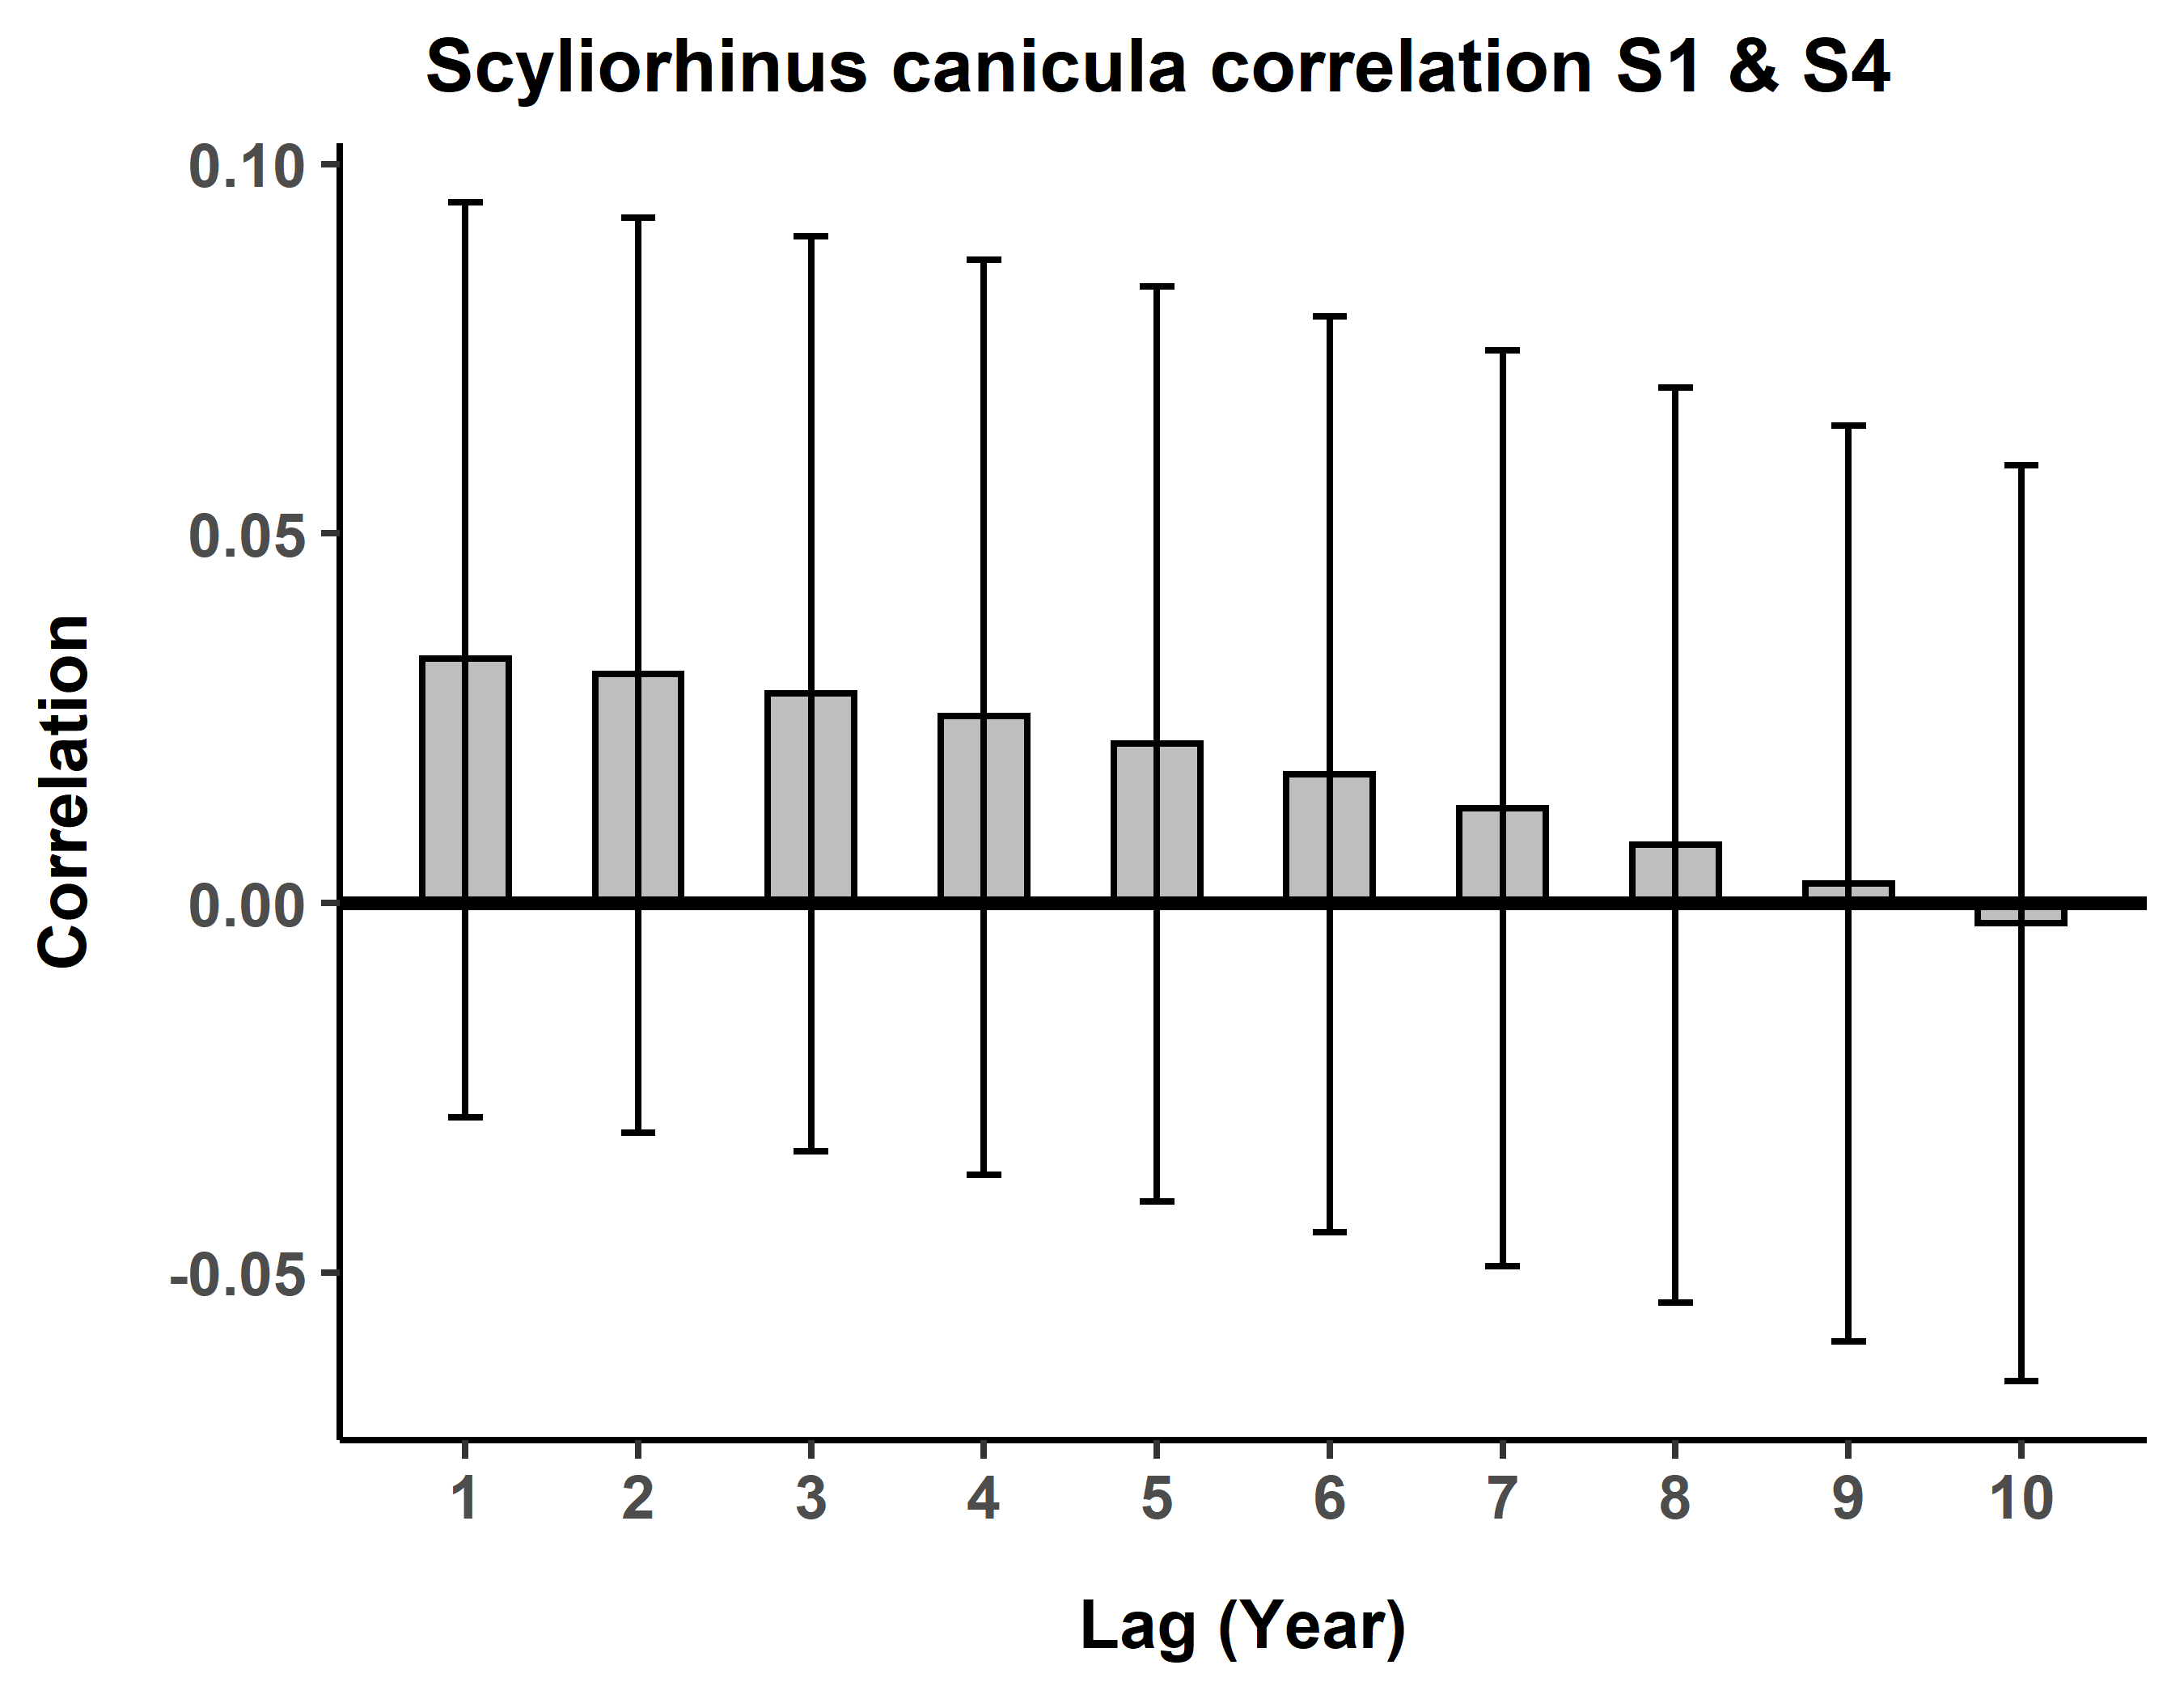 Scyliorhinus canicula correlation S1 & S4
Correlation
0.10
0.05
0.00
-0.05
1 2 3 4 5 6 7 8 9 10
Lag (Year)